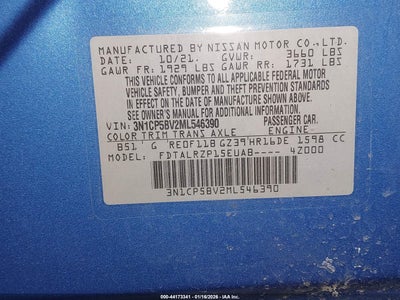 MANUFACTURED BY NISSAN MOTOR CO., LTD.
DATE: 10/21. GVWR: 3660 LBS
GAWR FR: 1929 LBS GAWR RR: 1731 LBS
THIS VEHICLE CONFORMS TO ALL APPLICABLE FEDERAL MOTOR
VEHICLE SAFETY, BUMPER AND THEFT PREVENTION STANDARDS
IN EFFECT ON THE DATE OF MANUFACTURE SHOWN ABOVE.
SEE OWNER'S MANUAL FOR ADDITIONAL INFORMATION.
VIN: 3N1CP5BV2ML546390 PASSENGER CAR
COLOR TRIM TRANS AXLE ENGINE
B51 G RE0F11B GZ39 HR16DE 1598 CC
MODEL: FDTALRZP15EUAB---- 4Z000
3N1CP5BV2ML546390
000-44173341 - 01/16/2026 - IAA Inc.